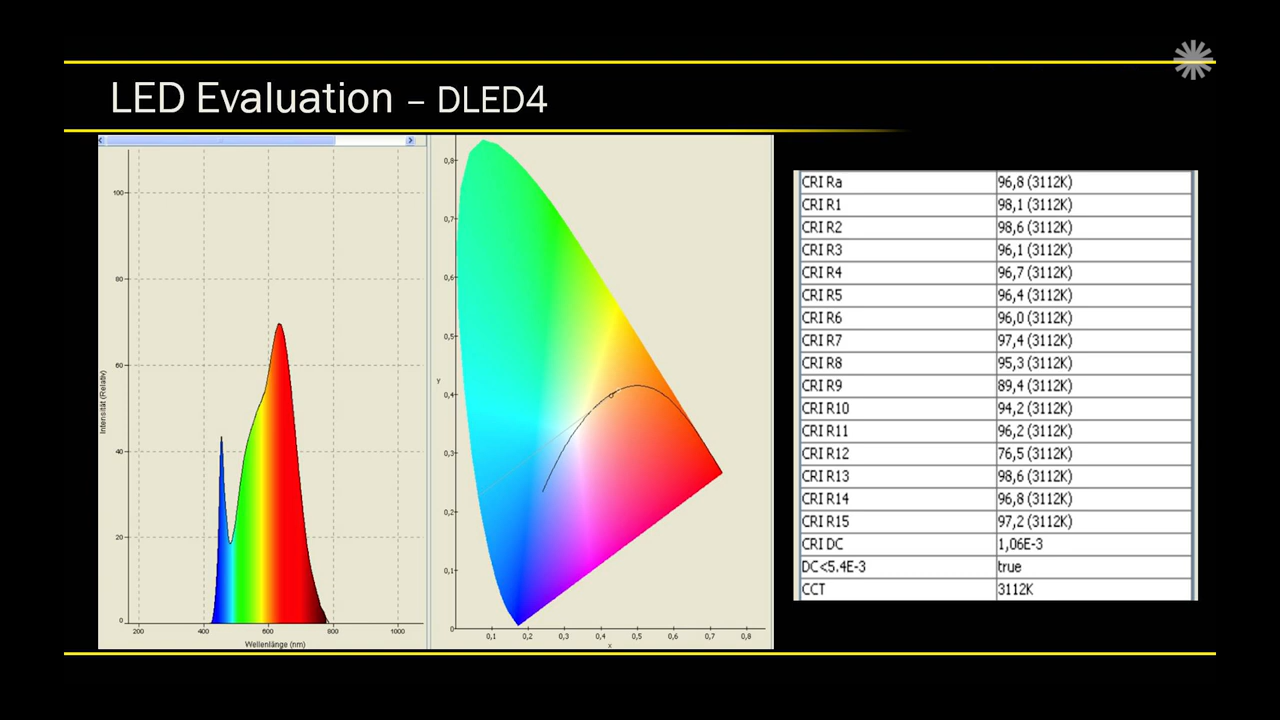 LED Evaluation – DLED4
100
80
60
40
20
0
Intensität (Relativ)
200 400 600 800 1000
Wellenlänge (nm)
0,8
0,7
0,6
0,5
y
0,4
0,3
0,2
0,1
0
0,1 0,2 0,3 0,4 0,5 0,6 0,7 0,8
x
CRI Ra 96,8 (3112K)
CRI R1 98,1 (3112K)
CRI R2 98,6 (3112K)
CRI R3 96,1 (3112K)
CRI R4 96,7 (3112K)
CRI R5 96,4 (3112K)
CRI R6 96,0 (3112K)
CRI R7 97,4 (3112K)
CRI R8 95,3 (3112K)
CRI R9 89,4 (3112K)
CRI R10 94,2 (3112K)
CRI R11 96,2 (3112K)
CRI R12 76,5 (3112K)
CRI R13 98,6 (3112K)
CRI R14 96,8 (3112K)
CRI R15 97,2 (3112K)
CRI DC 1,06E-3
DC<5.4E-3 true
CCT 3112K